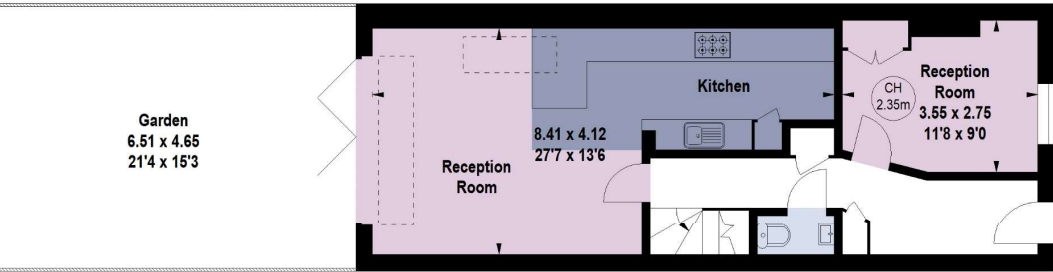 Garden
6.51 x 4.65
21'4 x 15'3
Reception
Room
8.41 x 4.12
27'7 x 13'6
Kitchen
CH
2.35m
Reception
Room
3.55 x 2.75
11'8 x 9'0